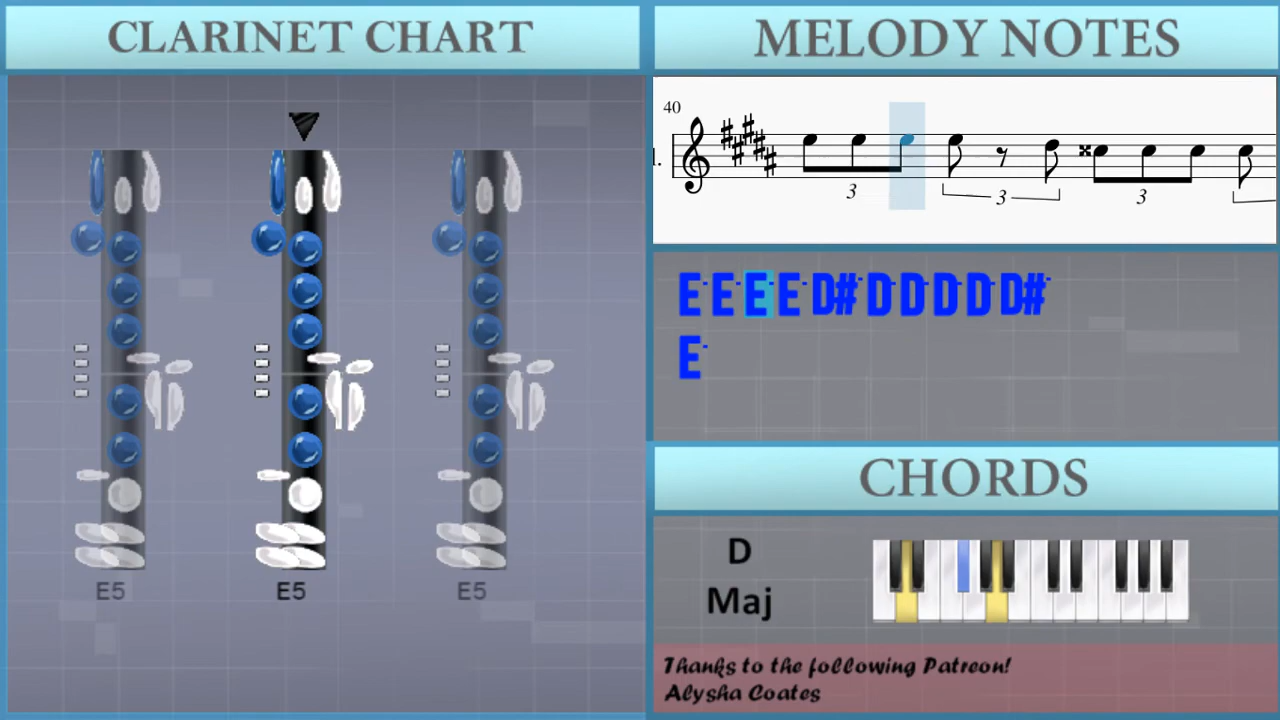 CLARINET CHART
MELODY NOTES
40
l.
3
3
3
E E E E D# D D D D D#
E
E5
E5
E5
CHORDS
D
Maj
Thanks to the following Patreon!
Alysha Coates